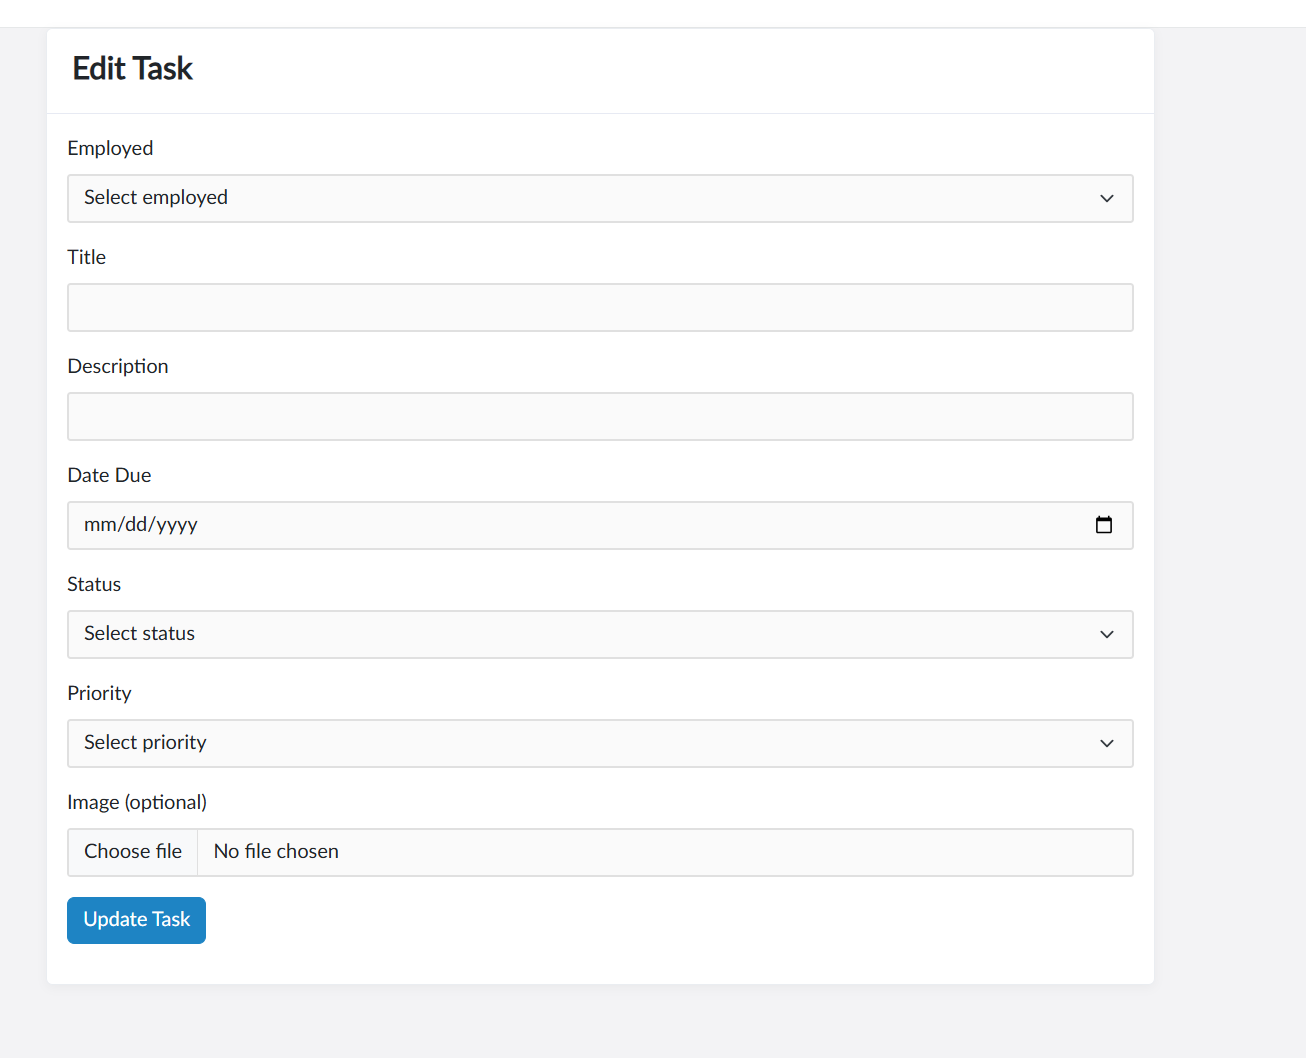 Edit Task
Employed
Select employed
Title
Description
Date Due
mm/dd/yyyy
Status
Select status
Priority
Select priority
Image (optional)
Choose file No file chosen
Update Task